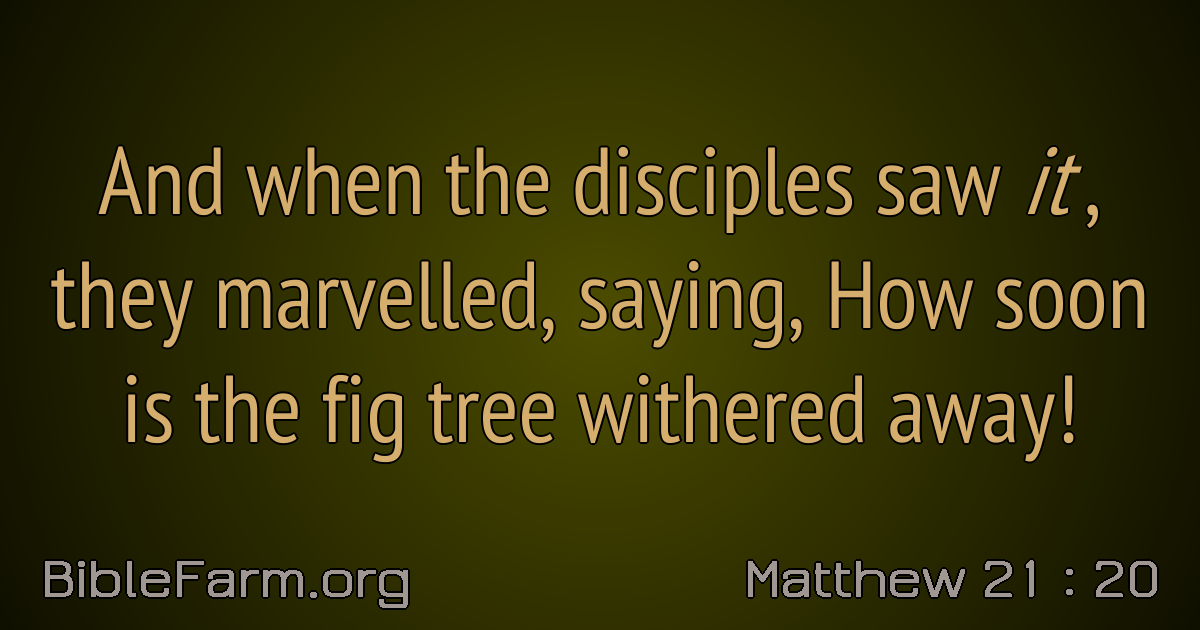 And when the disciples saw it,
they marvelled, saying, How soon
is the fig tree withered away!
BibleFarm.org
Matthew 21 : 20